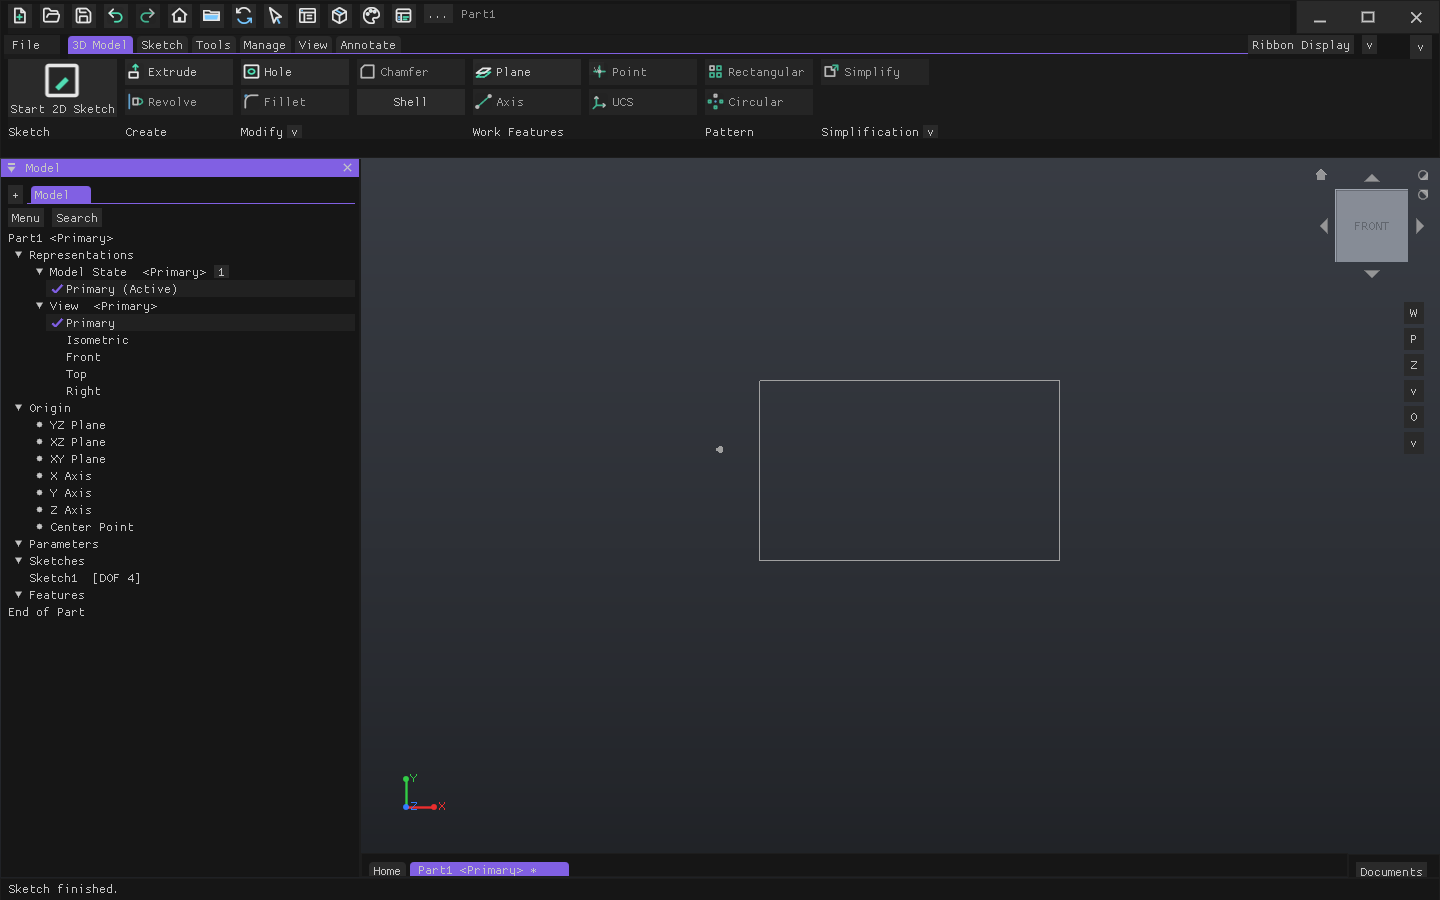 ... Part1
File 3D Model Sketch Tools Manage View Annotate Ribbon Display v v
Start 2D Sketch
Extrude Hole Chamfer Plane Point Rectangular Simplify
Revolve Fillet Shell Axis UCS Circular
Sketch Create Modify v Work Features Pattern Simplification v
Model
+ Model
Menu Search
Part1 <Primary>
Representations
Model State <Primary> 1
Primary (Active)
View <Primary>
Primary
Isometric
Front
Top
Right
Origin
YZ Plane
XZ Plane
XY Plane
X Axis
Y Axis
Z Axis
Center Point
Parameters
Sketches
Sketch1 [DOF 4]
Features
End of Part
FRONT
W
P
Z
v
O
v
Y
Z X
Home Part1 <Primary> * Documents
Sketch finished.